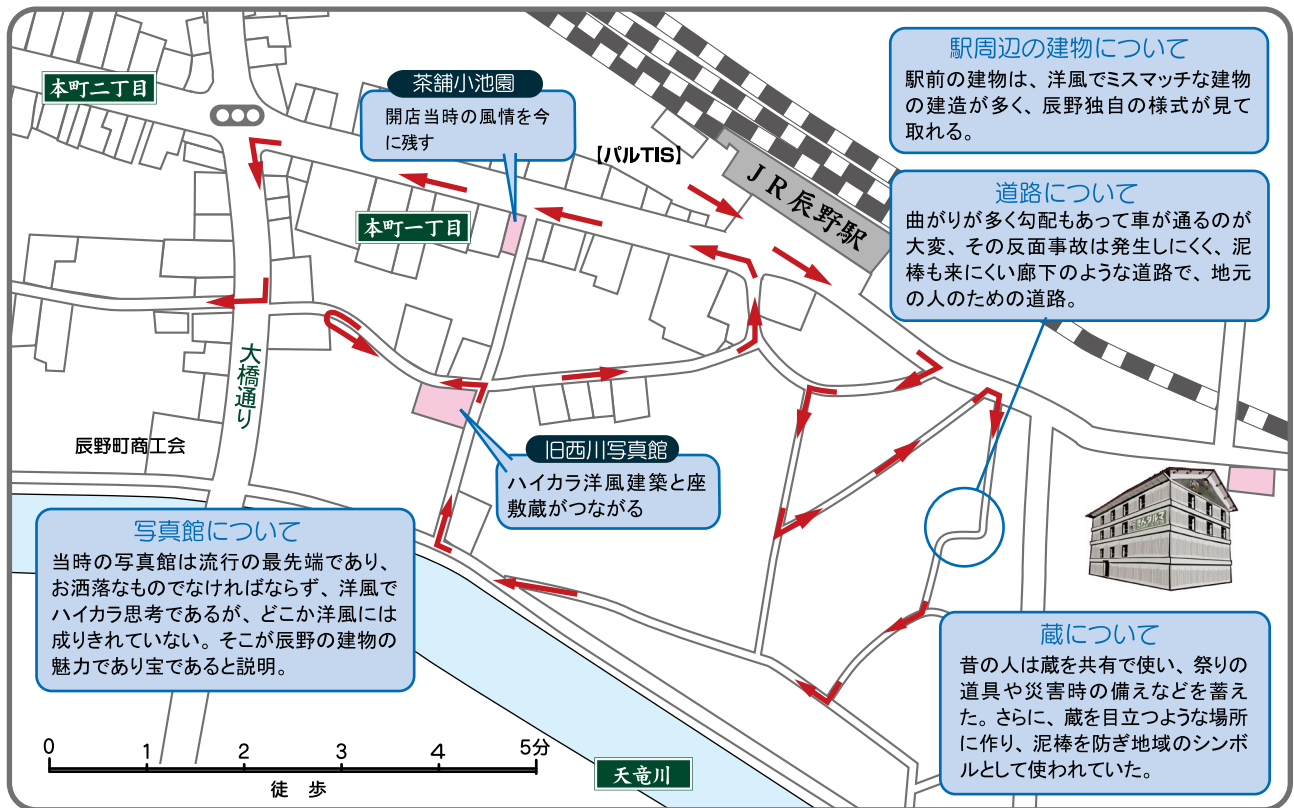 本町二丁目
茶舗小池園
開店当時の風情を今
に残す
【パルTIS】
JR辰野駅
本町一丁目
駅周辺の建物について
駅前の建物は、洋風でミスマッチな建物
の建造が多く、辰野独自の様式が見て
取れる。
道路について
曲がりが多く勾配もあって車が通るのが
大変、その反面事故は発生しにくく、泥
棒も来にくい廊下のような道路で、地元
の人のための道路。
大橋通り
辰野町商工会
旧西川写真館
ハイカラ洋風建築と座
敷蔵がつながる
写真館について
当時の写真館は流行の最先端であり、
お洒落なものでなければならず、洋風で
ハイカラ思考であるが、どこか洋風には
成りきれていない。そこが辰野の建物の
魅力であり宝であると説明。
蔵について
昔の人は蔵を共有で使い、祭りの
道具や災害時の備えなどを蓄え
た。さらに、蔵を目立つような場所
に作り、泥棒を防ぎ地域のシンボ
ルとして使われていた。
0 1 2 3 4 5分
徒 歩
天竜川